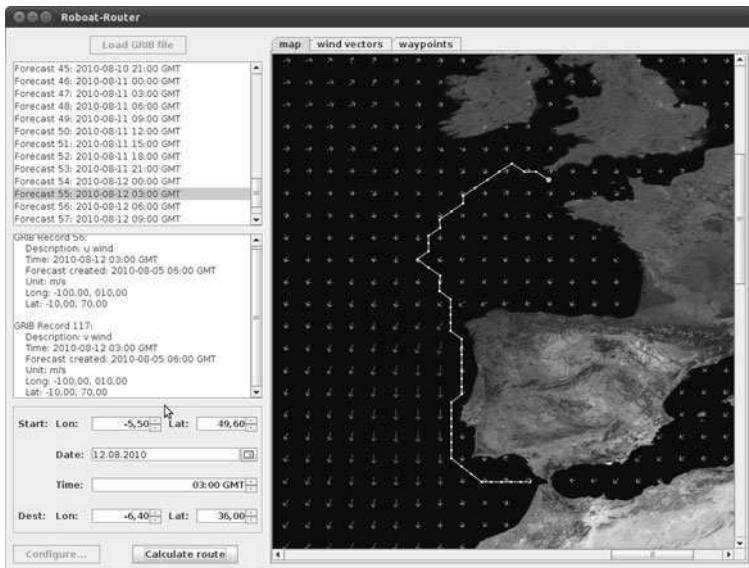 Roboat-Router
Load GRIB file
Forecast 45: 2010-08-10 21:00 GMT
Forecast 46: 2010-08-11 00:00 GMT
Forecast 47: 2010-08-11 03:00 GMT
Forecast 48: 2010-08-11 06:00 GMT
Forecast 49: 2010-08-11 09:00 GMT
Forecast 50: 2010-08-11 12:00 GMT
Forecast 51: 2010-08-11 15:00 GMT
Forecast 52: 2010-08-11 18:00 GMT
Forecast 53: 2010-08-11 21:00 GMT
Forecast 54: 2010-08-12 00:00 GMT
Forecast 55: 2010-08-12 03:00 GMT
Forecast 56: 2010-08-12 06:00 GMT
Forecast 57: 2010-08-12 09:00 GMT
GRIB Record 56:
Description: u wind
Time: 2010-08-12 03:00 GMT
Forecast created: 2010-08-05 06:00 GMT
Unit: m/s
Long: -100.00, 010,00
Lat: -10.00, 70.00
GRIB Record 117:
Description: v wind
Time: 2010-08-12 03:00 GMT
Forecast created: 2010-08-05 06:00 GMT
Unit: m/s
Long: -100.00, 010,00
Lat: -10.00, 70.00
Start: Lon: -5,50 Lat: 49,60
Date: 12.08.2010
Time: 03:00 GMT
Dest: Lon: -6,40 Lat: 36,00
Configure... Calculate route
map wind vectors waypoints